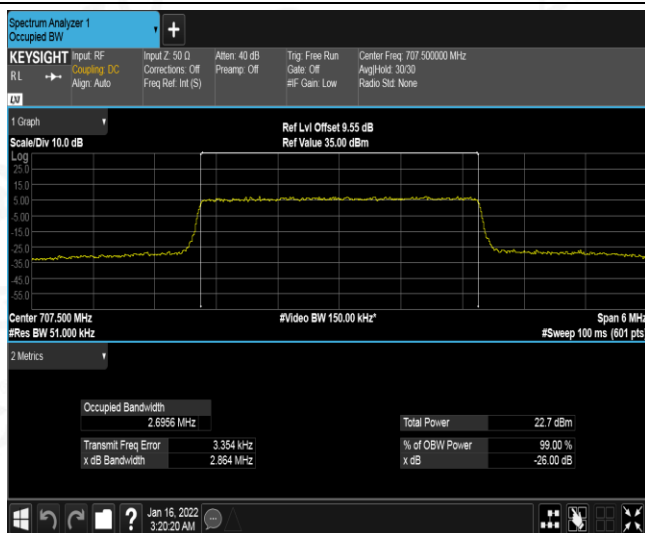 Spectrum Analyzer 1
Occupied BW
+
KEYSIGHT
RL
LXI
Input: RF
Coupling: DC
Align: Auto
Input Z: 50 Ω
Corrections: Off
Freq Ref: Int (S)
Atten: 40 dB
Preamp: Off
Trig: Free Run
Gate: Off
#IF Gain: Low
Center Freq: 707.500000 MHz
Avg|Hold: 30/30
Radio Std: None
1 Graph
Scale/Div 10.0 dB
Ref Lvl Offset 9.55 dB
Ref Value 35.00 dBm
Log
25.0
15.0
5.00
-5.00
-15.0
-25.0
-35.0
-45.0
-55.0
Center 707.500 MHz
#Res BW 51.000 kHz
#Video BW 150.00 kHz*
Span 6 MHz
#Sweep 100 ms (601 pts
2 Metrics
Occupied Bandwidth
2.6956 MHz
Transmit Freq Error 3.354 kHz
x dB Bandwidth 2.864 MHz
Total Power 22.7 dBm
% of OBW Power 99.00 %
x dB -26.00 dB
?
Jan 16, 2022
3:20:20 AM